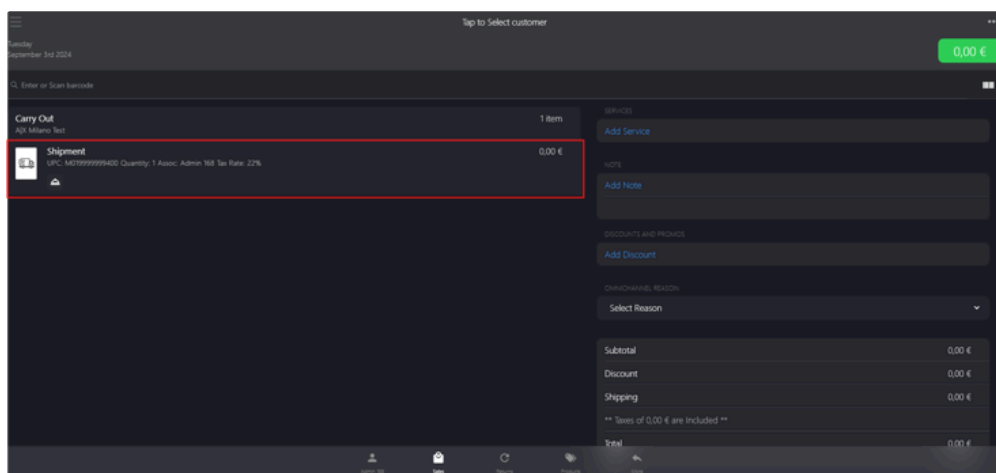 Tap to Select customer
Tuesday
September 3rd 2024
0,00 €
Enter or Scan barcode
Carry Out
1 item
A|X Milano Test
Shipment
0,00 €
UPC: M019999999400 Quantity: 1 Assoc: Admin 168 Tax Rate: 22%
SERVICES
Add Service
NOTE
Add Note
DISCOUNTS AND PROMOS
Add Discount
OMNICHANNEL REASON
Select Reason
Subtotal 0,00 €
Discount 0,00 €
Shipping 0,00 €
** Taxes of 0,00 € are Included **
Total 0,00 €
Admin 168 Sales Returns Products